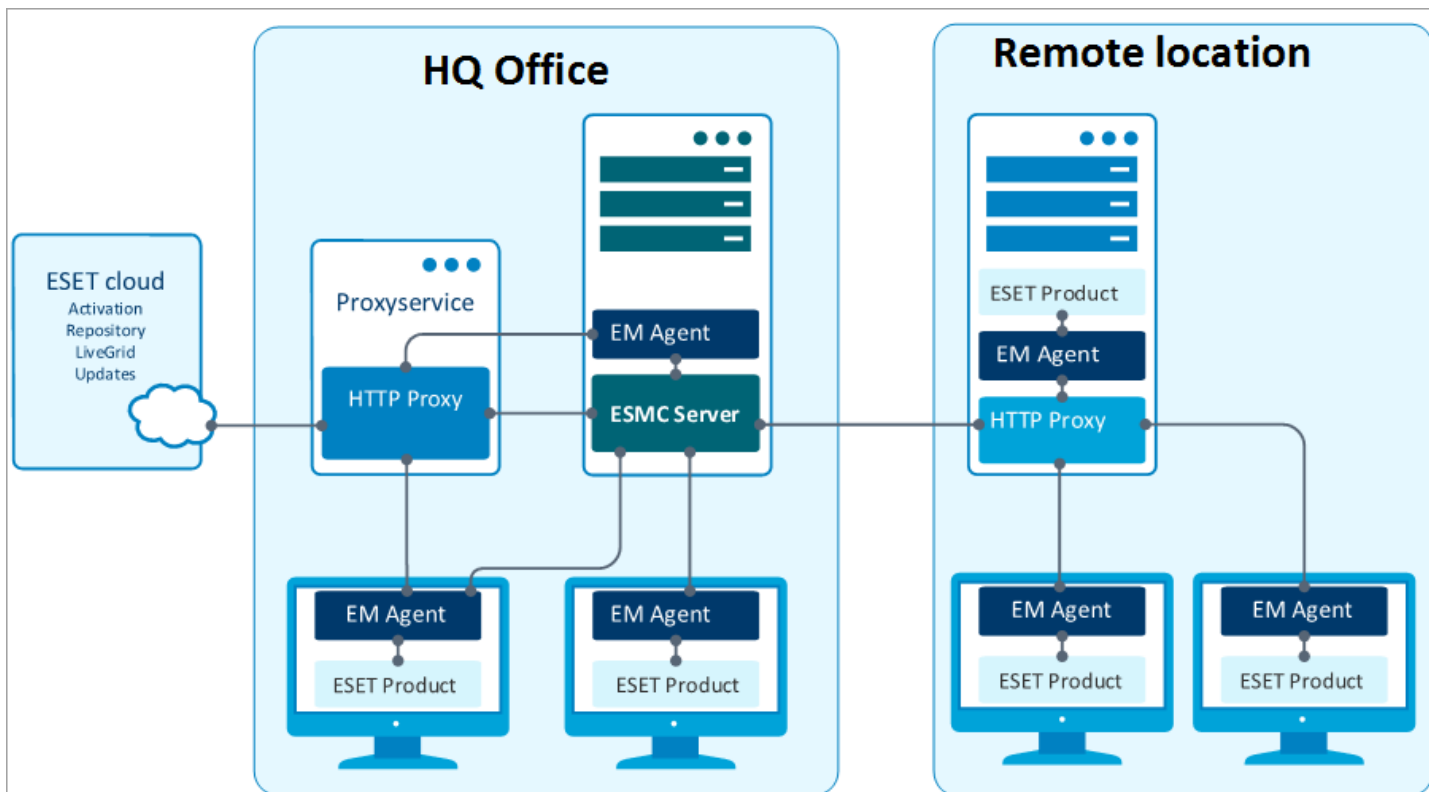 HQ Office
Remote location
ESET cloud
Activation
Repository
LiveGrid
Updates
Proxyservice
HTTP Proxy
EM Agent
ESMC Server
ESET Product
EM Agent
HTTP Proxy
EM Agent
ESET Product
EM Agent
ESET Product
EM Agent
ESET Product
EM Agent
ESET Product